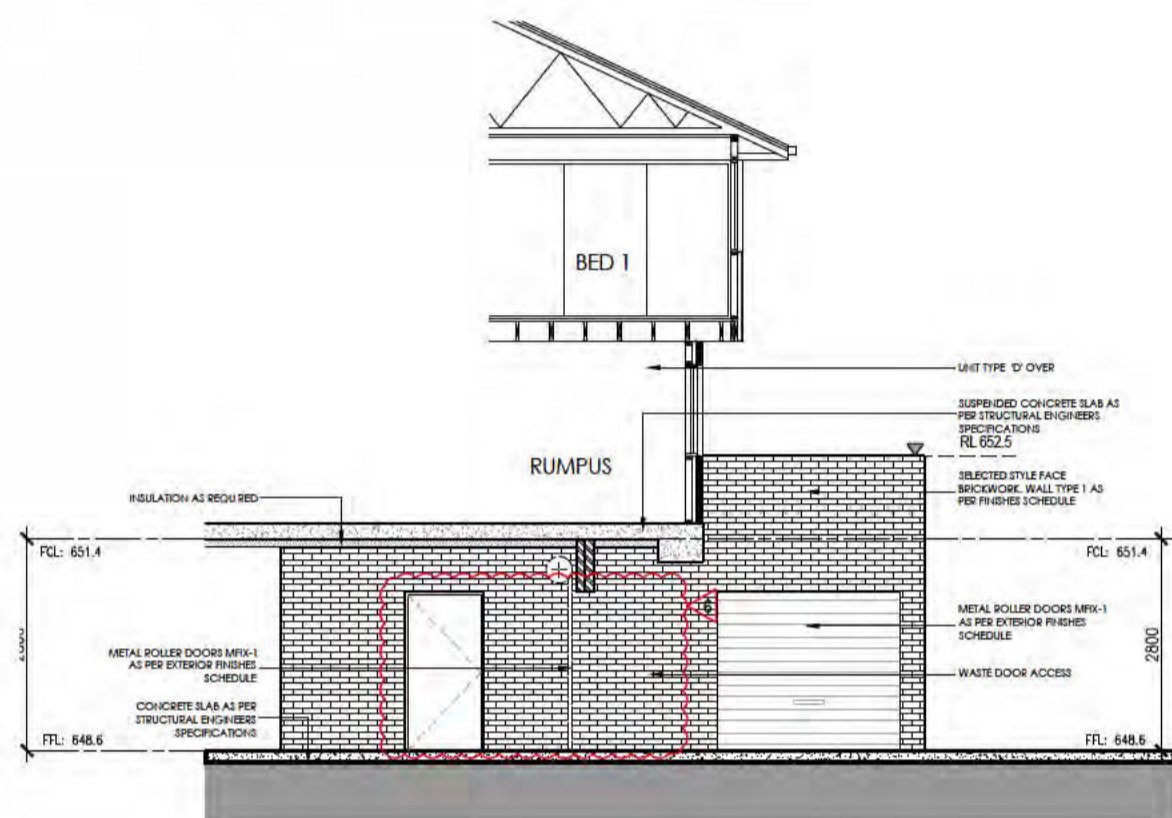 BED 1
UNIT TYPE 'D' OVER
SUSPENDED CONCRETE SLAB AS
PER STRUCTURAL ENGINEERS
SPECIFICATIONS
RL 652.5
RUMPUS
SELECTED STYLE FACE
BRICKWORK. WALL TYPE 1 AS
PER FINISHES SCHEDULE
INSULATION AS REQUIRED
FCL: 651.4
FCL: 651.4
METAL ROLLER DOORS MFIX-1
AS PER EXTERIOR FINISHES
SCHEDULE
2800
METAL ROLLER DOORS MFIX-1
AS PER EXTERIOR FINISHES
SCHEDULE
WASTE DOOR ACCESS
CONCRETE SLAB AS PER
STRUCTURAL ENGINEERS
SPECIFICATIONS
FFL: 648.6
FFL: 648.6